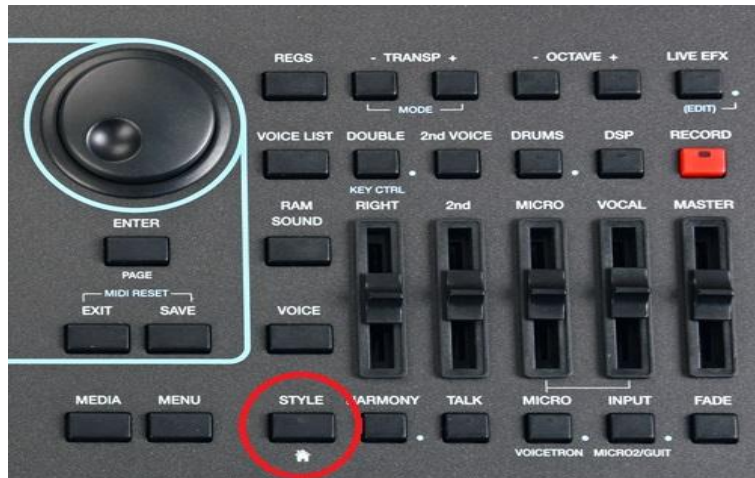 REGS - TRANSP + - OCTAVE + LIVE EFX
MODE (EDIT)
VOICE LIST DOUBLE 2nd VOICE DRUMS DSP RECORD
KEY CTRL
RAM SOUND RIGHT 2nd MICRO VOCAL MASTER
ENTER
PAGE
MIDI RESET
EXIT SAVE VOICE
MEDIA MENU STYLE HARMONY TALK MICRO INPUT FADE
VOICETRON MICRO2/GUIT